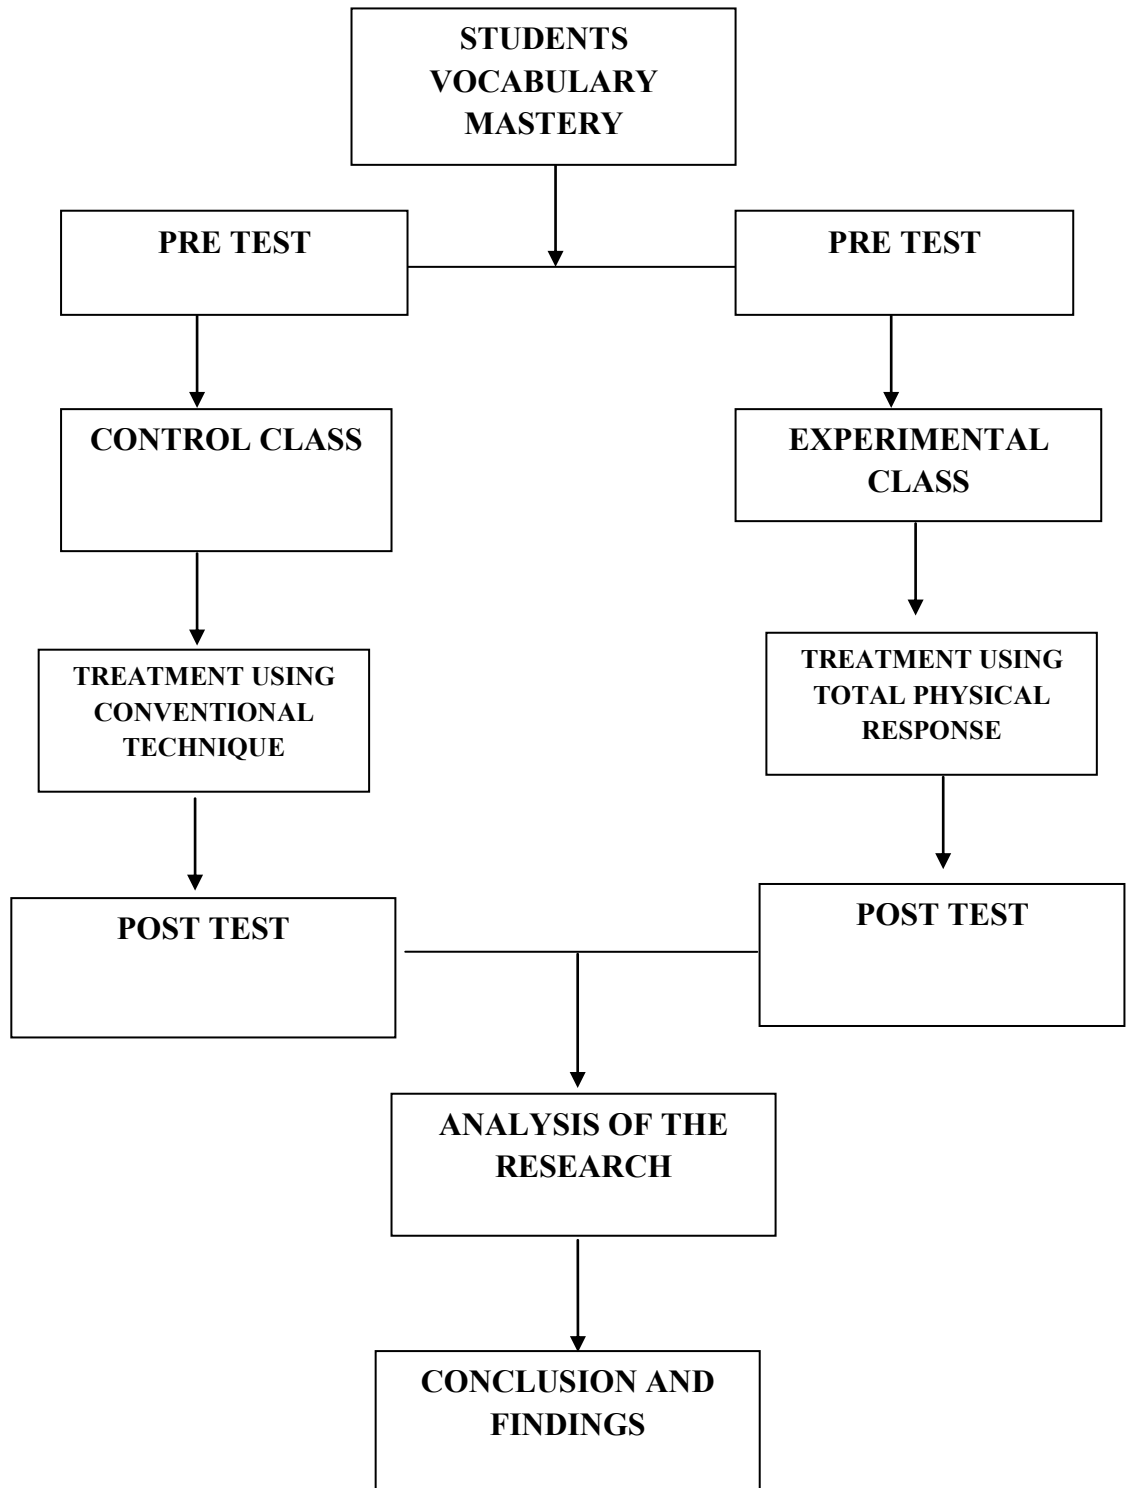 STUDENTS
VOCABULARY
MASTERY
PRE TEST
PRE TEST
CONTROL CLASS
EXPERIMENTAL
CLASS
TREATMENT USING
CONVENTIONAL
TECHNIQUE
TREATMENT USING
TOTAL PHYSICAL
RESPONSE
POST TEST
POST TEST
ANALYSIS OF THE
RESEARCH
CONCLUSION AND
FINDINGS